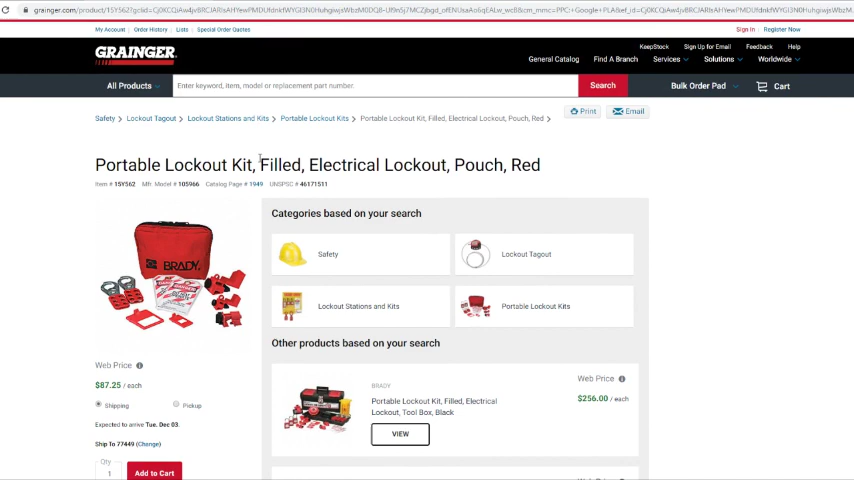 My Account Order History Lists Special Order Quotes Sign In Register Now
GRAINGER
KeepStock Sign Up for Email Feedback Help
General Catalog Find A Branch Services Solutions Worldwide
All Products Enter keyword, item, model or replacement part number. Search Bulk Order Pad Cart
Safety Lockout Tagout Lockout Stations and Kits Portable Lockout Kits Portable Lockout Kit, Filled, Electrical Lockout, Pouch, Red
Print Email
Portable Lockout Kit, Filled, Electrical Lockout, Pouch, Red
Item # 15Y562 Mfr. Model # 105966 Catalog Page # 1949 UNSPSC # 46171511
BRADY
Web Price
$87.25 / each
Shipping Pickup
Expected to arrive Tue. Dec 03.
Ship To 77449 (Change)
Qty
1
Add to Cart
Categories based on your search
Safety
Lockout Tagout
Lockout Stations and Kits
Portable Lockout Kits
Other products based on your search
BRADY
Portable Lockout Kit, Filled, Electrical
Lockout, Tool Box, Black
VIEW
Web Price
$256.00 / each